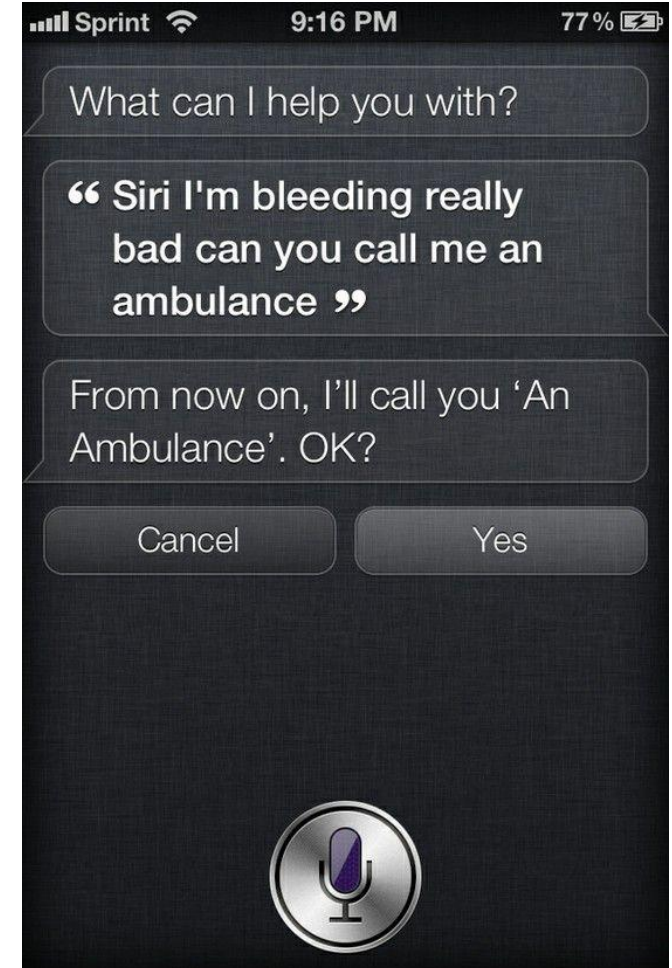 Sprint 9:16 PM 77%
What can I help you with?
“ Siri I'm bleeding really
bad can you call me an
ambulance ”
From now on, I’ll call you ‘An
Ambulance’. OK?
Cancel Yes